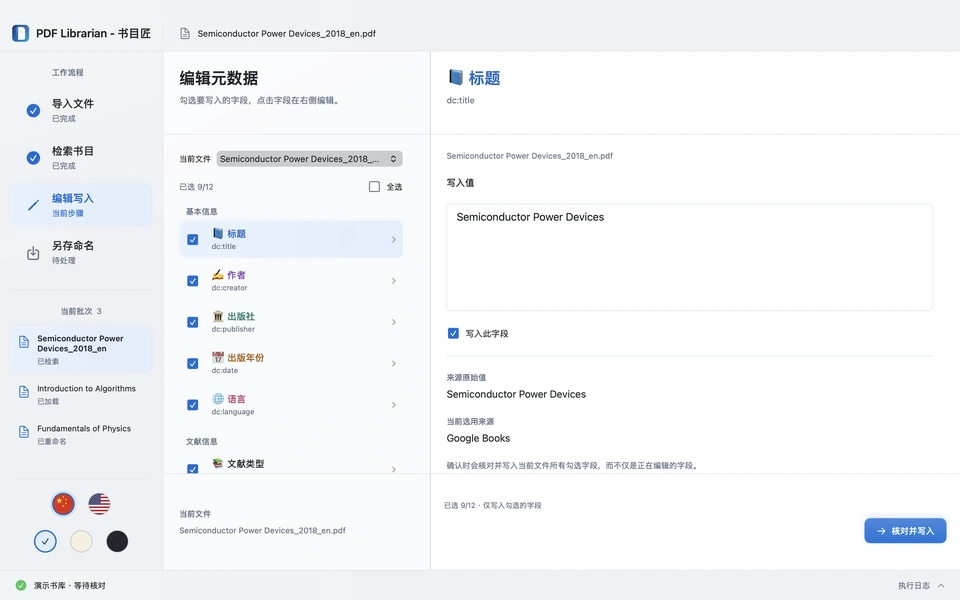 PDF Librarian - 书目匠
Semiconductor Power Devices_2018_en.pdf
工作流程
导入文件
已完成
检索书目
已完成
编辑写入
当前步骤
另存命名
待处理
当前批次 3
Semiconductor Power
Devices_2018_en
已检索
Introduction to Algorithms
已加载
Fundamentals of Physics
已重命名
编辑元数据
勾选要写入的字段，点击字段在右侧编辑。
当前文件
Semiconductor Power Devices_2018_...
已选 9/12
全选
基本信息
标题
dc:title
作者
dc:creator
出版社
dc:publisher
出版年份
dc:date
语言
dc:language
文献信息
文献类型
当前文件
Semiconductor Power Devices_2018_en.pdf
标题
dc:title
Semiconductor Power Devices_2018_en.pdf
写入值
Semiconductor Power Devices
写入此字段
来源原始值
Semiconductor Power Devices
当前选用来源
Google Books
确认时会核对并写入当前文件所有勾选字段，而不仅是正在编辑的字段。
已选 9/12 · 仅写入勾选的字段
→ 核对并写入
演示书库 · 等待核对
执行日志